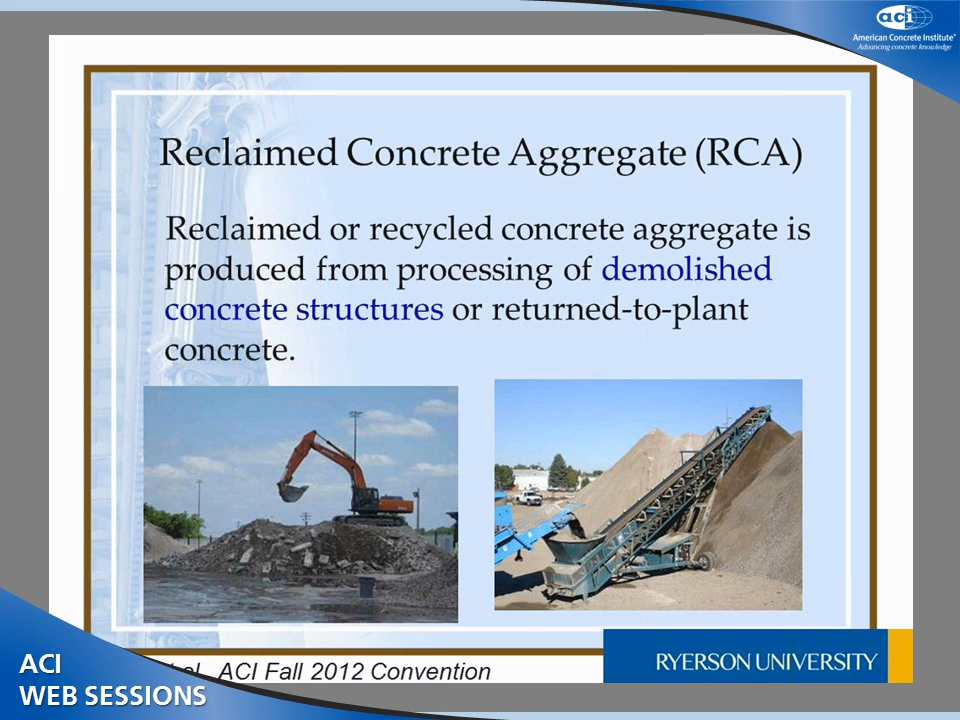 aci
American Concrete Institute®
Advancing concrete knowledge
Reclaimed Concrete Aggregate (RCA)
Reclaimed or recycled concrete aggregate is
produced from processing of demolished
concrete structures or returned-to-plant
concrete.
ACI Fall 2012 Convention
RYERSON UNIVERSITY
ACI
WEB SESSIONS